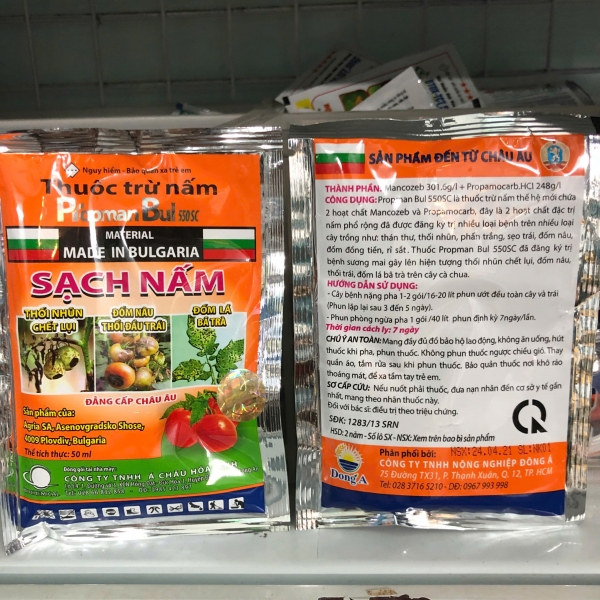 Nguy hiểm - Bảo quản xa trẻ em
Thuốc trừ nấm
Propman Bul 550SC
MATERIAL
MADE IN BULGARIA
SẠCH NẤM
THỐI NHŨN
CHẾT LỤI
ĐỐM NÂU
THỐI ĐẦU TRÁI
ĐỐM LÁ
BÃ TRÀ
ĐẲNG CẤP CHÂU ÂU
Sản phẩm của:
Agria SA, Asenovgradsko Shose,
4009 Plovdiv, Bulgaria
Thể tích thực: 50 ml
Đóng gói tại nhà máy:
CÔNG TY TNHH Á CHÂU HÓA SINH
SẢN PHẨM ĐẾN TỪ CHÂU ÂU
THÀNH PHẦN: Mancozeb 301.6g/l + Propamocarb.HCl 248g/l
CÔNG DỤNG: Propman Bul 550SC là thuốc trừ nấm thế hệ mới chứa
2 hoạt chất Mancozeb và Propamocarb, đây là 2 hoạt chất đặc trị
nấm phổ rộng đã được đăng ký trị nhiều loại bệnh trên nhiều loại
cây trồng như: thán thư, thối nhũn, phấn trắng, sẹo trái, đốm nâu,
đốm đồng tiền, rỉ sắt. Thuốc Propman Bul 550SC đã đăng ký trị
bệnh sương mai gây lên hiện tượng thối nhũn chết lụi, đốm nâu,
thối trái, đốm lá bã trà trên cây cà chua.
HƯỚNG DẪN SỬ DỤNG:
- Cây bệnh nặng pha 1-2 gói/16-20 lít phun ướt đều toàn cây và trái
(Phun lặp lại sau 3 đến 5 ngày).
- Phun phòng ngừa pha 1 gói /40 lít phun định kỳ 7ngày/lần.
Thời gian cách ly: 7 ngày
CHÚ Ý AN TOÀN: Mang đầy đủ đồ bảo hộ lao động, không ăn uống, hút
thuốc khi pha, phun thuốc. Không phun thuốc ngược chiều gió. Thay
quần áo, tắm rửa sau khi phun thuốc. Bảo quản thuốc nơi khô ráo
thoáng mát, để xa tầm tay trẻ em.
SƠ CẤP CỨU: Nếu nuốt phải thuốc, đưa nạn nhân đến cơ sở y tế gần
nhất, mang theo nhãn thuốc này.
Đối với bác sĩ: điều trị theo triệu chứng.
SĐK: 1283/13 SRN
HSD: 2 năm - Số lô SX - NSX: Xem trên bao bì sản phẩm
NSX:24.04.21 SL:NK01
Phân phối bởi:
CÔNG TY TNHH NÔNG NGHIỆP ĐÔNG Á
75 Đường TX31, P. Thạnh Xuân, Q. 12, TP. HCM
Tel: 028 3716 5210 - DĐ: 0967 993 998
Đông Á